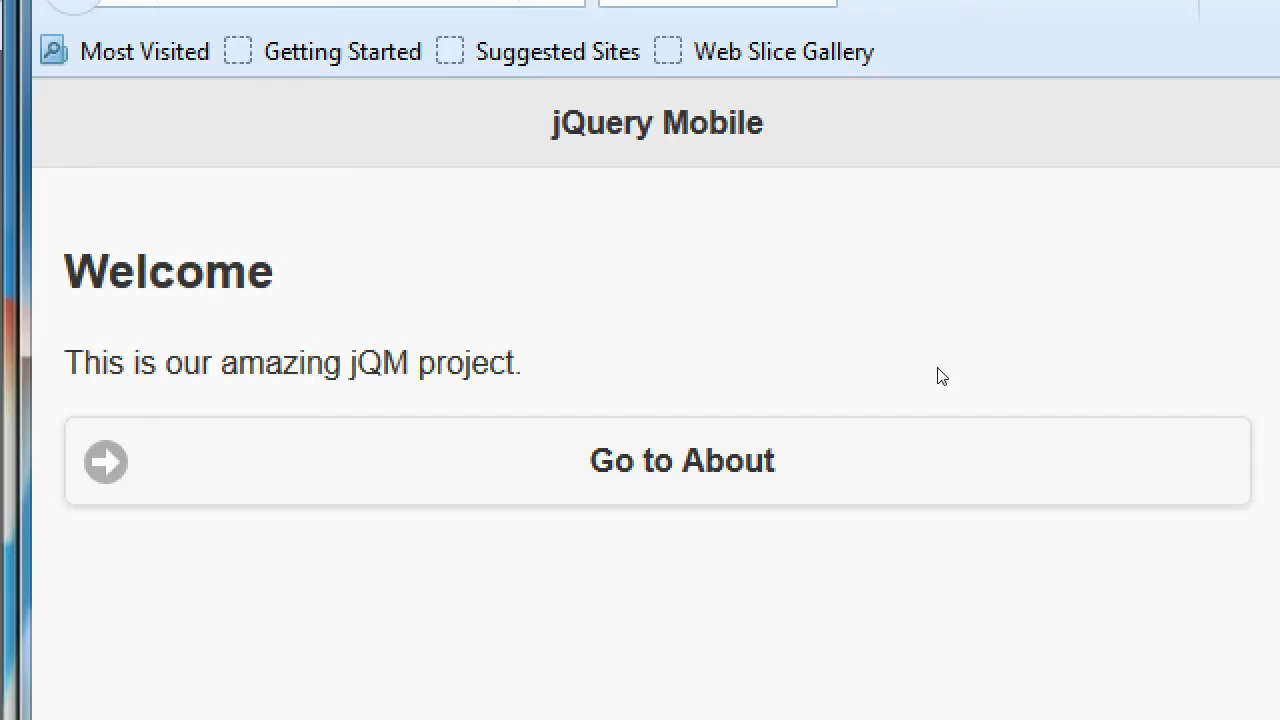 Most Visited Getting Started Suggested Sites Web Slice Gallery
jQuery Mobile
Welcome
This is our amazing jQM project.
Go to About